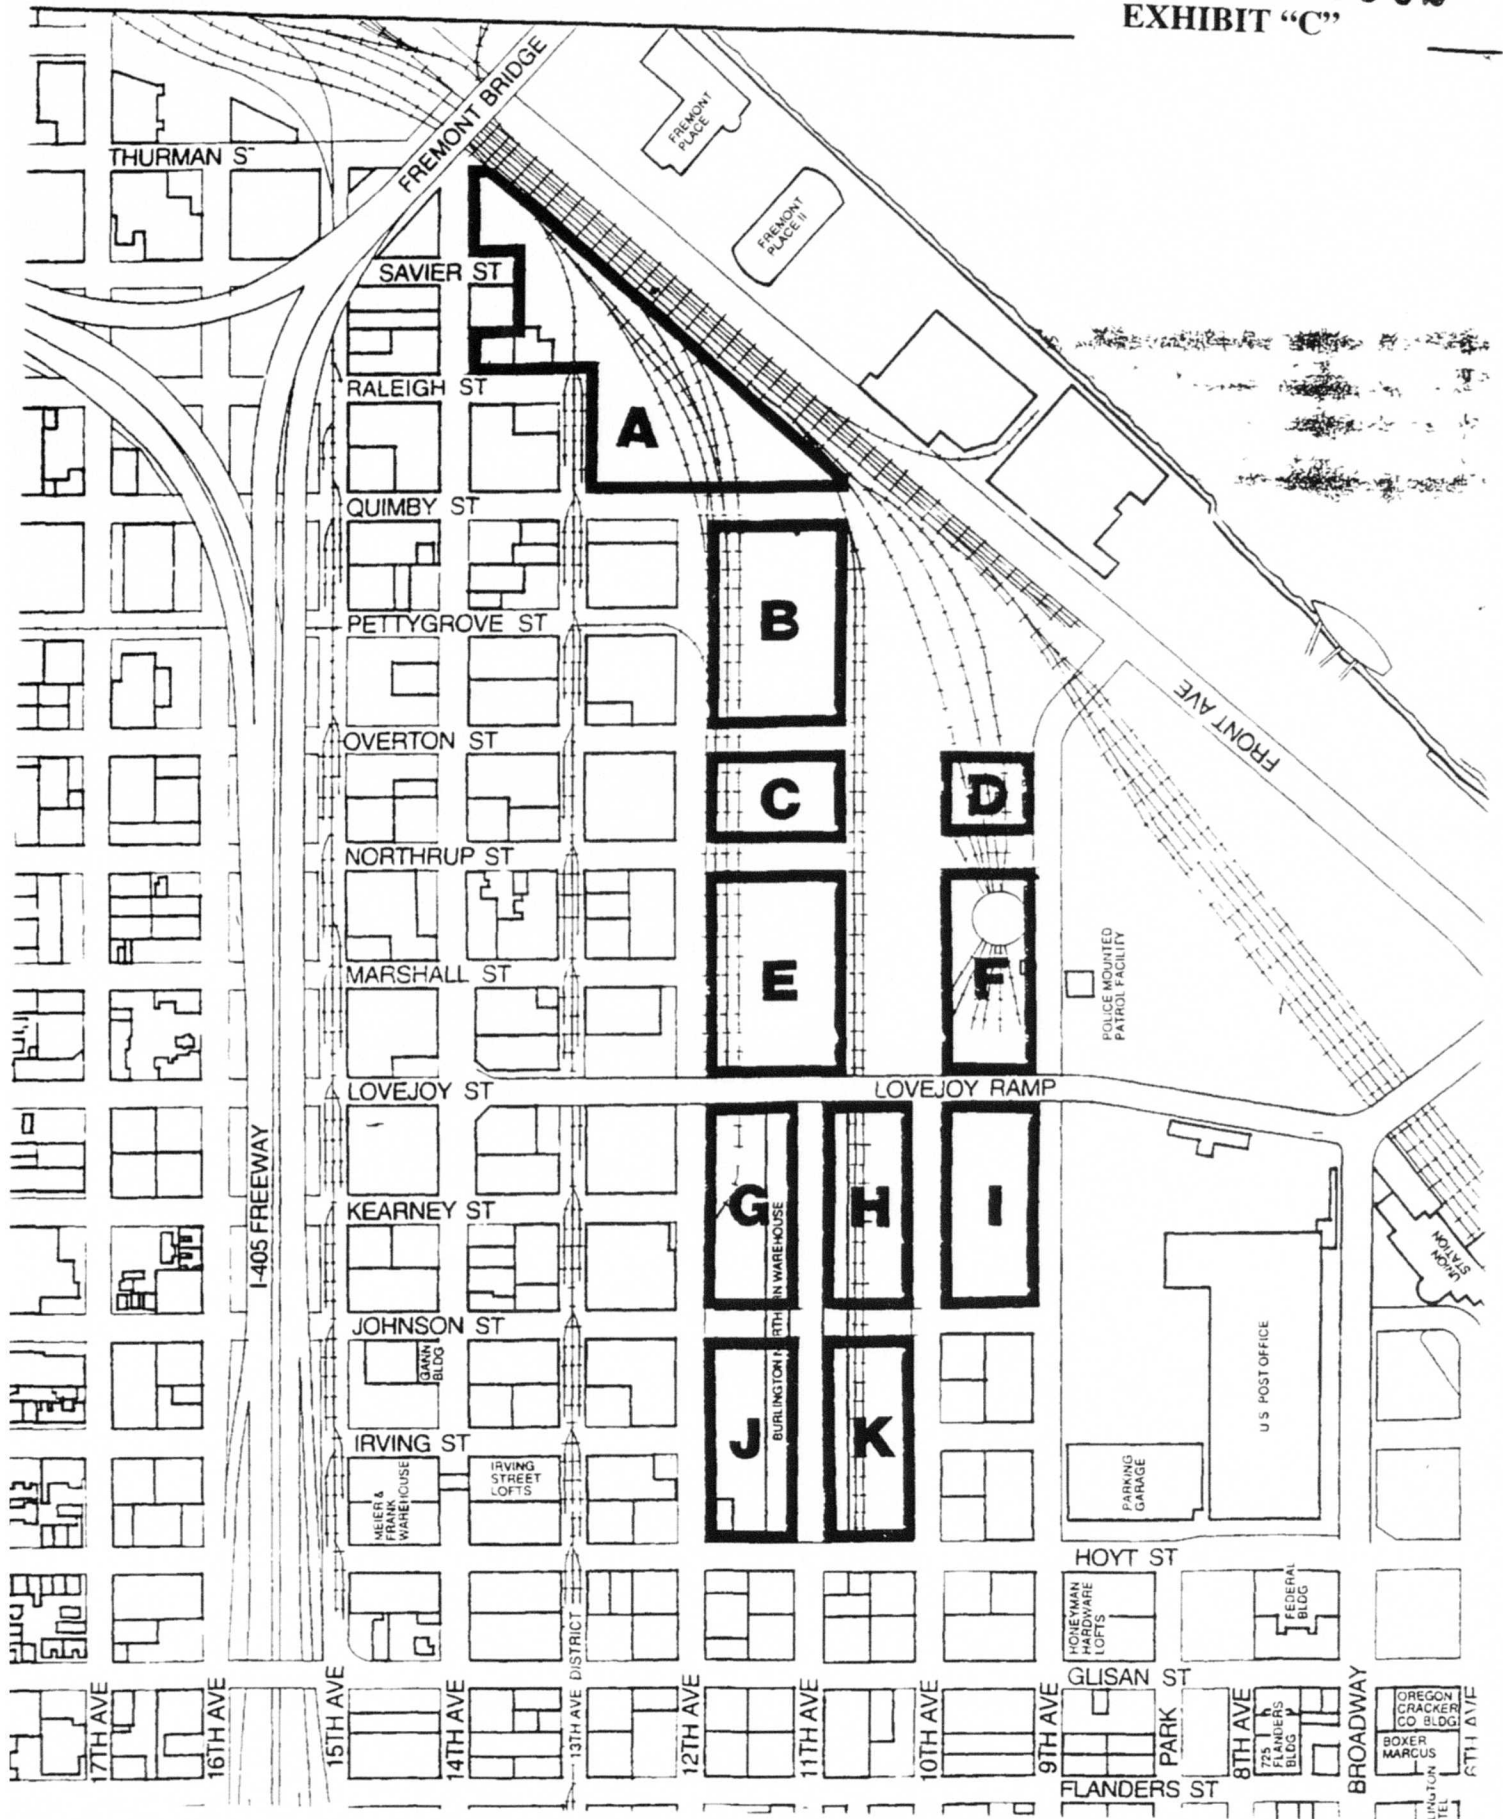 EXHIBIT “C”
FREMONT BRIDGE
FREMONT
PLACE
THURMAN S
FREMONT
PLACE II
SAVIER ST
RALEIGH ST
A
QUIMBY ST
B
PETTYGROVE ST
FRONT AVE
OVERTON ST
C
D
NORTHRUP ST
E
F
POLICE MOUNTED
PATROL FACILITY
MARSHALL ST
LOVEJOY ST
LOVEJOY RAMP
I-405 FREEWAY
G
H
I
KEARNEY ST
UNION
STATION
JOHNSON ST
GANN
BLDG
BURLINGTON N RTH RN WAREHOUSE
US POST OFFICE
J
K
IRVING ST
MEIER &
FRANK
WAREHOUSE
IRVING
STREET
LOFTS
PARKING
GARAGE
HOYT ST
HONEYMAN
HARDWARE
LOFTS
FEDERAL
BLDG
GLISAN ST
17TH AVE
16TH AVE
15TH AVE
14TH AVE
13TH AVE DISTRICT
12TH AVE
11TH AVE
10TH AVE
9TH AVE
PARK
8TH AVE
725
FLANDERS
BLDG
BROADWAY
OREGON
CRACKER
CO BLDG
BOXER
MARCUS
6TH AVE
FLANDERS ST